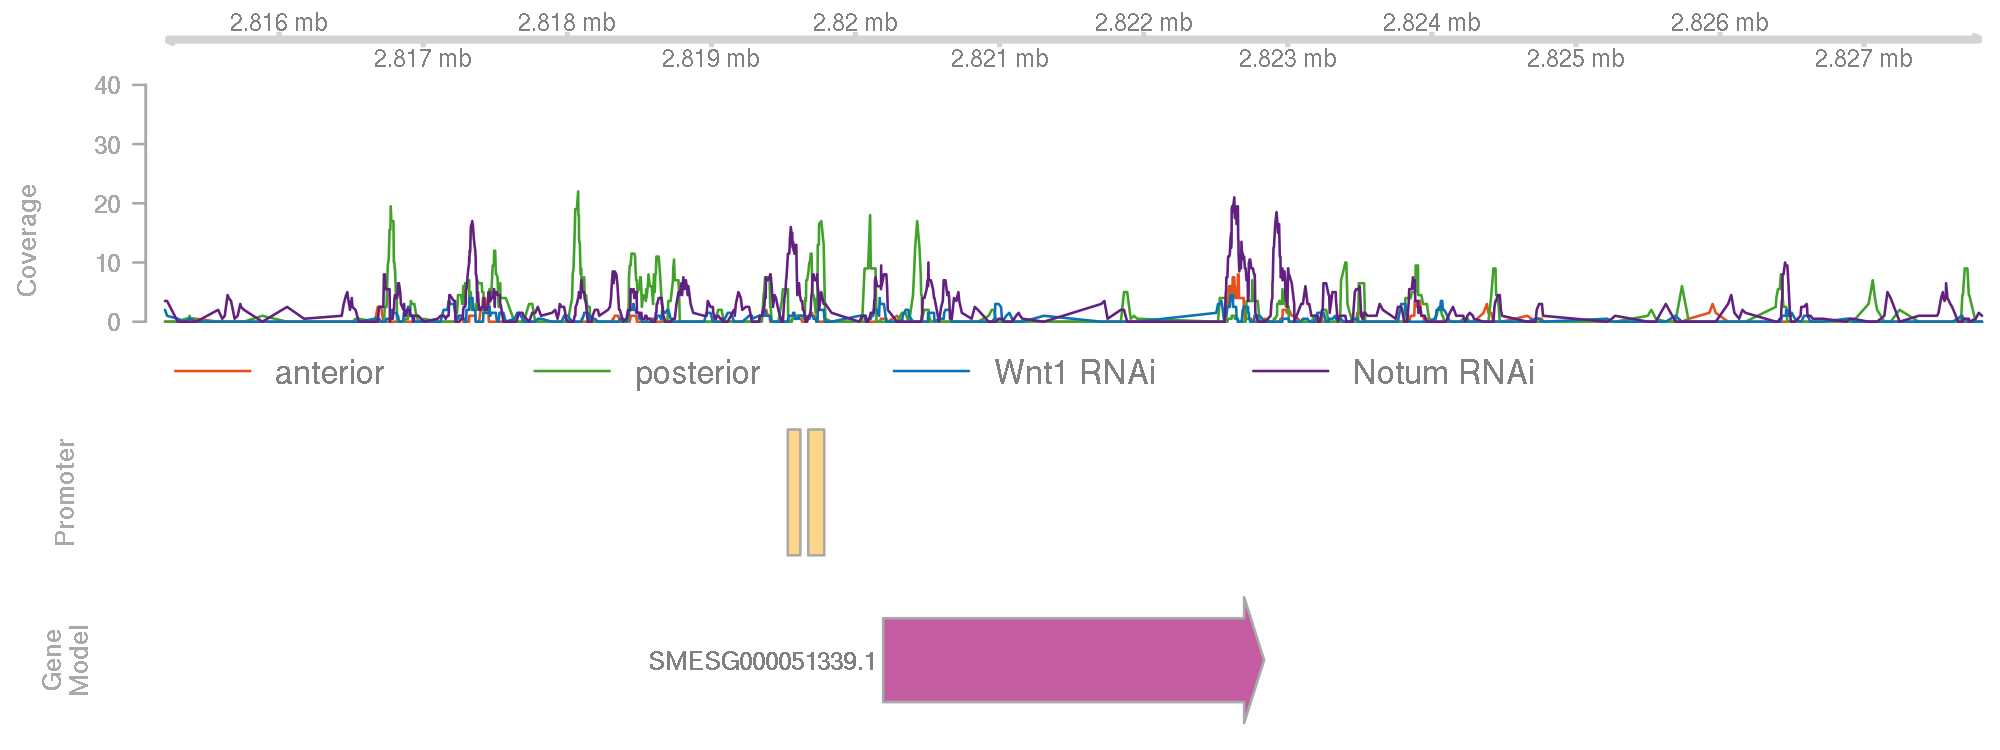 2.816 mb 2.818 mb 2.82 mb 2.822 mb 2.824 mb 2.826 mb
2.817 mb 2.819 mb 2.821 mb 2.823 mb 2.825 mb 2.827 mb
40
30
20
10
0
Coverage
anterior posterior Wnt1 RNAi Notum RNAi
Promoter
Gene
Model
SMESG000051339.1